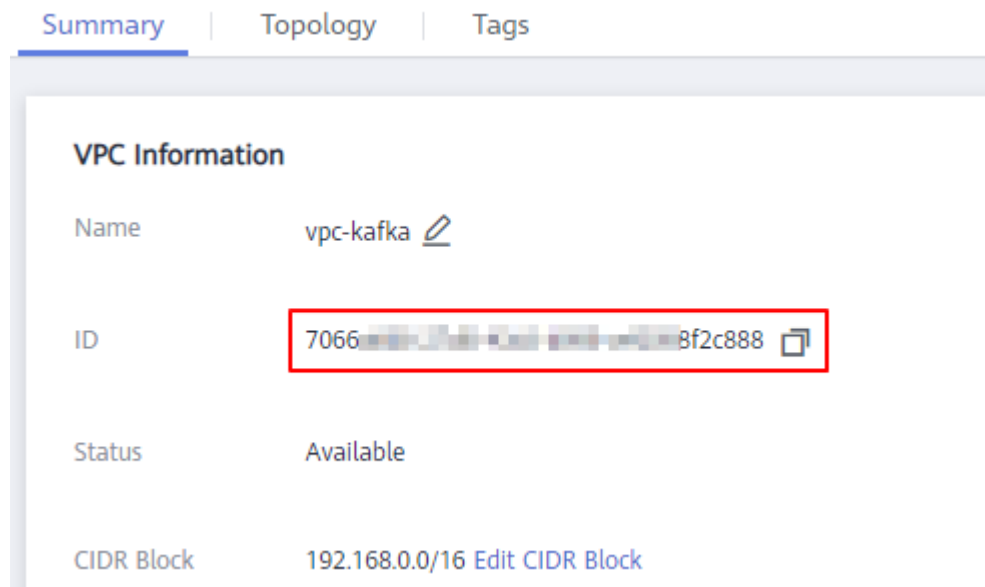 Summary Topology Tags
VPC Information
Name vpc-kafka
ID 7066 8f2c888
Status Available
CIDR Block 192.168.0.0/16 Edit CIDR Block